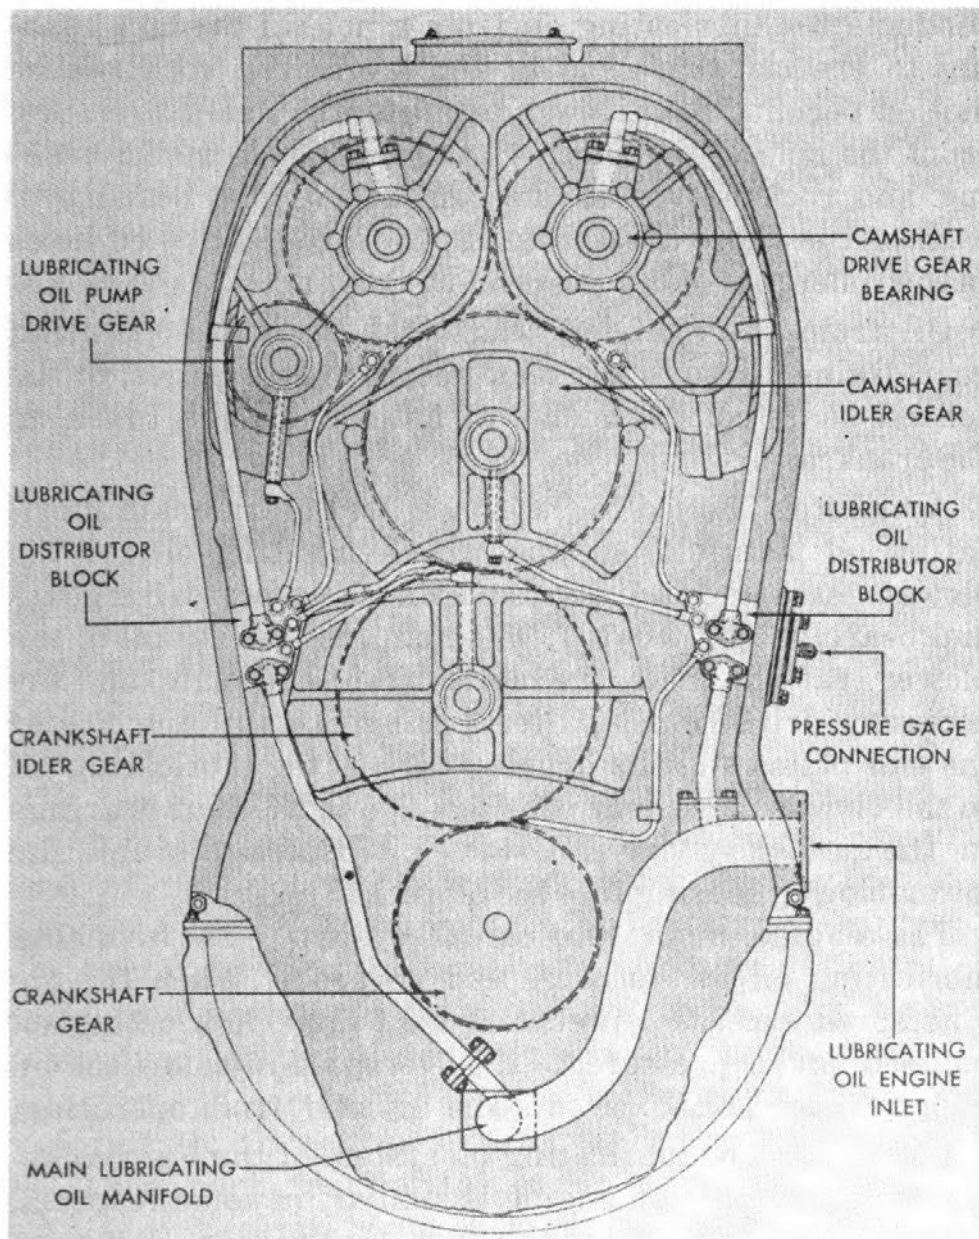 LUBRICATING
OIL PUMP
DRIVE GEAR
CAMSHAFT
DRIVE GEAR
BEARING
CAMSHAFT
IDLER GEAR
LUBRICATING
OIL
DISTRIBUTOR
BLOCK
LUBRICATING
OIL
DISTRIBUTOR
BLOCK
CRANKSHAFT
IDLER GEAR
PRESSURE GAGE
CONNECTION
CRANKSHAFT
GEAR
LUBRICATING
OIL ENGINE
INLET
MAIN LUBRICATING
OIL MANIFOLD